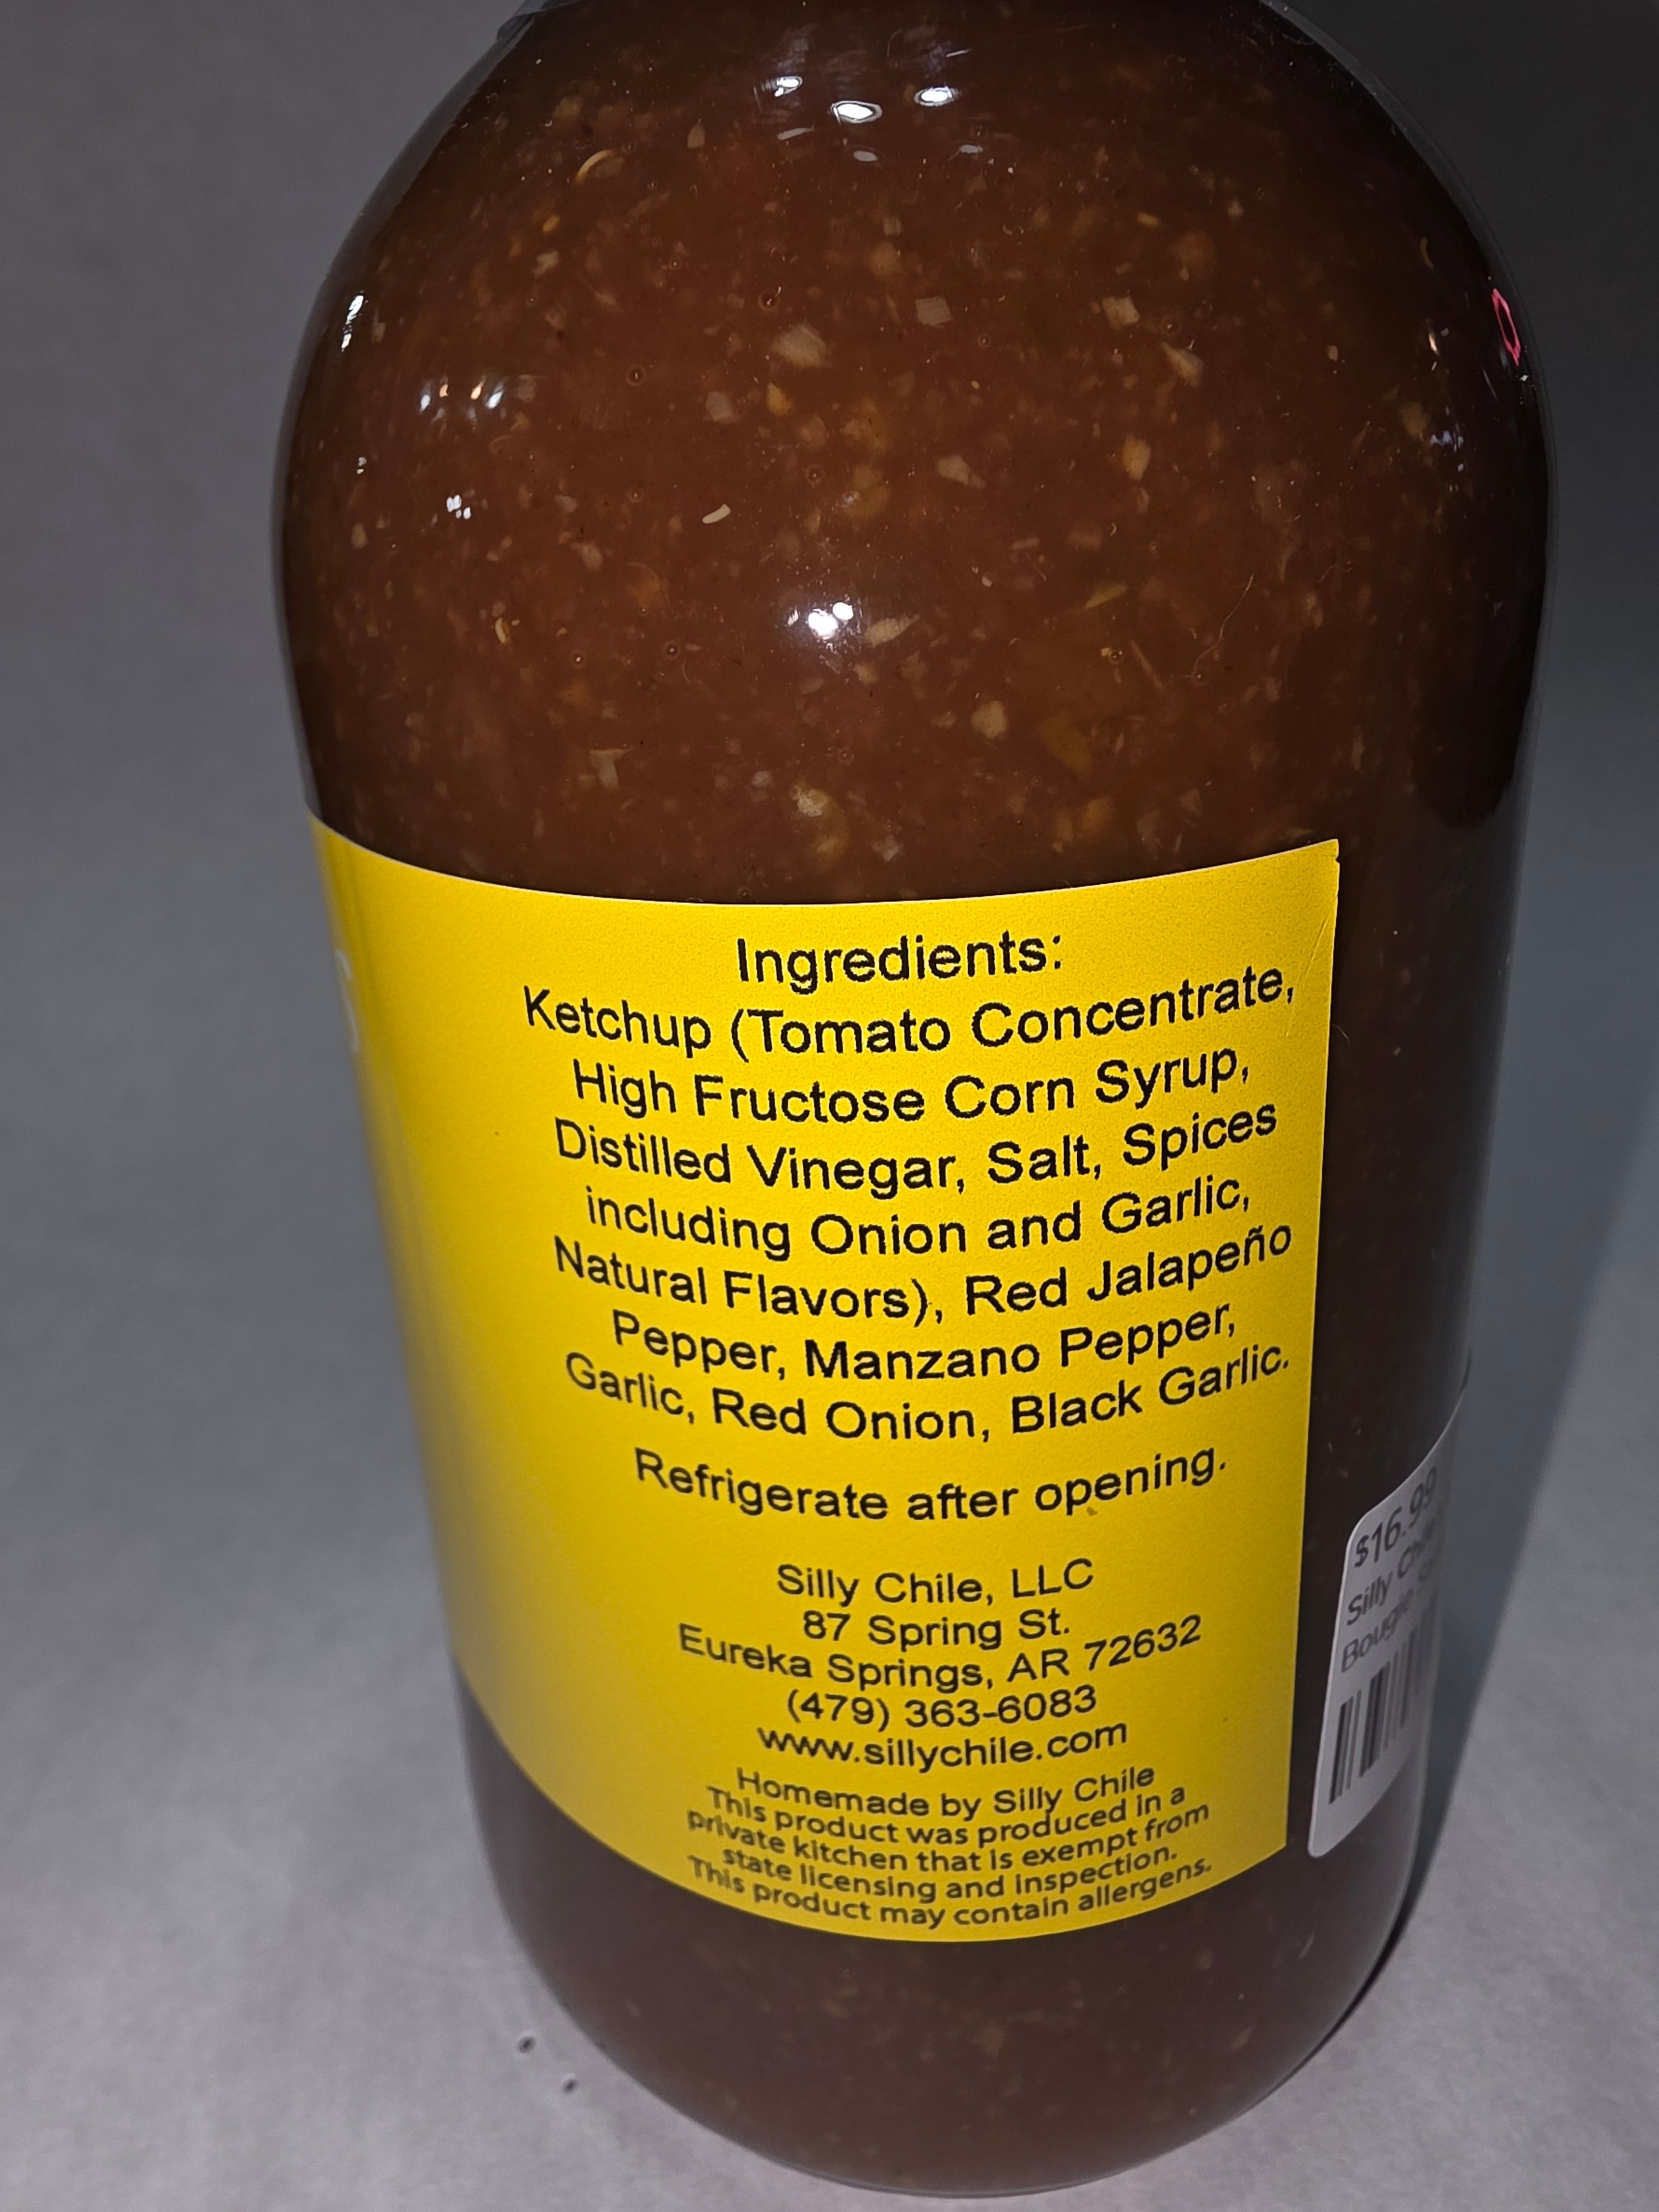 Ingredients:
Ketchup (Tomato Concentrate,
High Fructose Corn Syrup,
Distilled Vinegar, Salt, Spices
including Onion and Garlic,
Natural Flavors), Red Jalapeño
Pepper, Manzano Pepper,
Garlic, Red Onion, Black Garlic.
Refrigerate after opening.
Silly Chile, LLC
87 Spring St.
Eureka Springs, AR 72632
(479) 363-6083
www.sillychile.com
Homemade by Silly Chile
This product was produced in a
private kitchen that is exempt from
state licensing and inspection.
This product may contain allergens.
$16.99
Silly